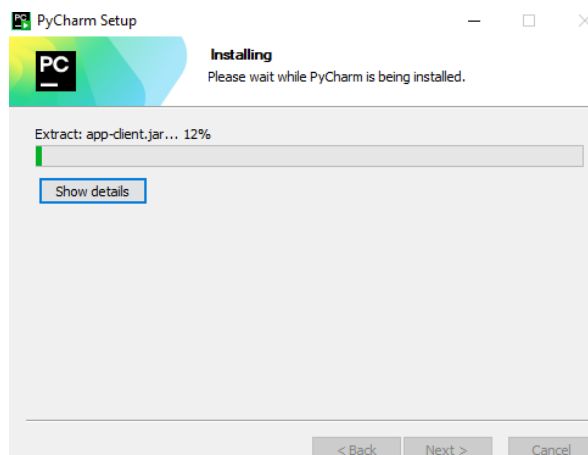 PyCharm Setup
PC
Installing
Please wait while PyCharm is being installed.
Extract: app-client.jar... 12%
Show details
< Back
Next >
Cancel